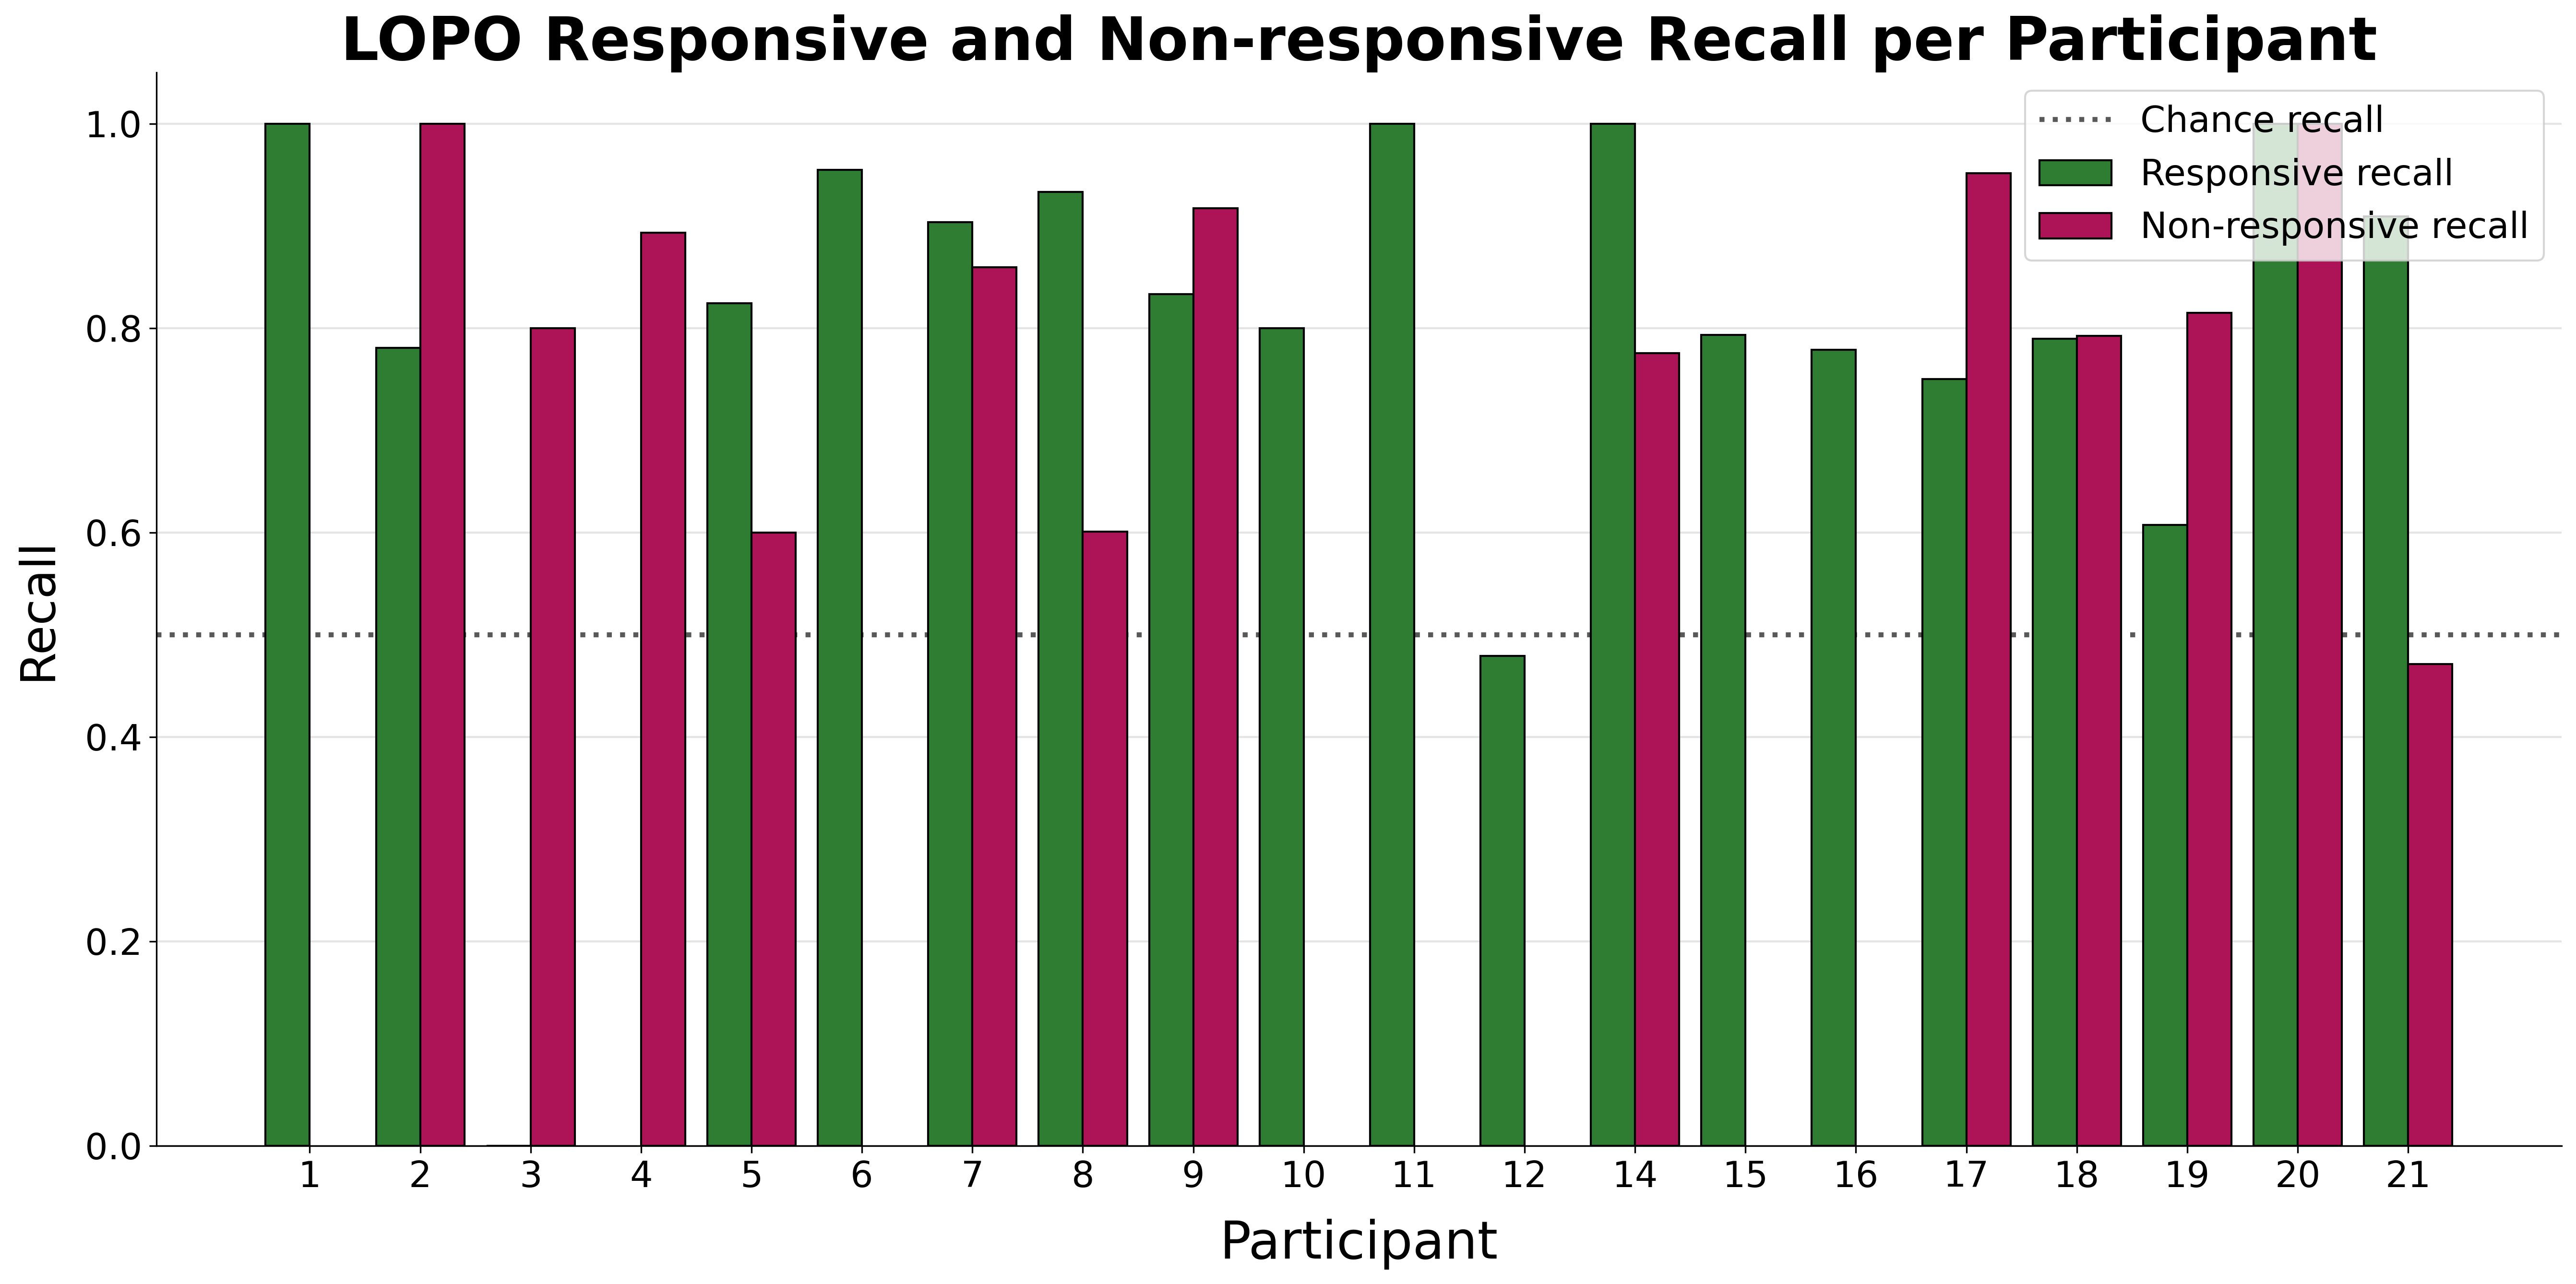 LOPO Responsive and Non-responsive Recall per Participant
Chance recall
Responsive recall
Non-responsive recall
Recall
1.0
0.8
0.6
0.4
0.2
0.0
1 2 3 4 5 6 7 8 9 10 11 12 14 15 16 17 18 19 20 21
Participant